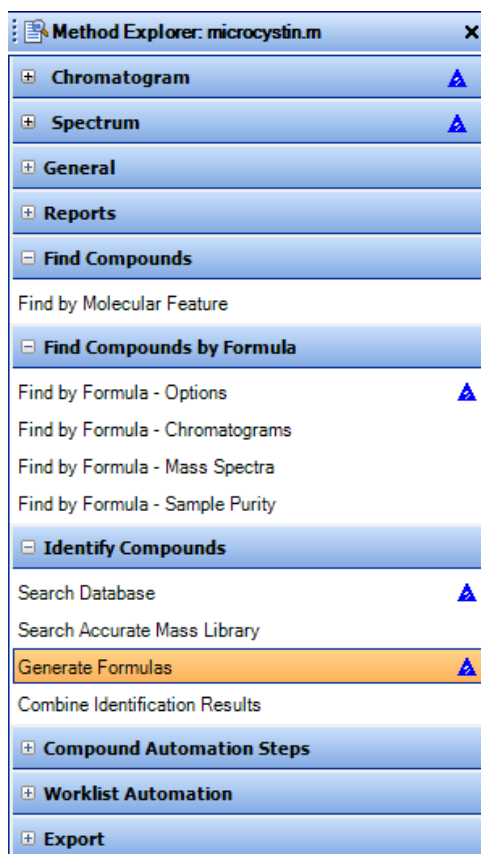 Method Explorer: microcystin.m
Chromatogram
Spectrum
General
Reports
Find Compounds
Find by Molecular Feature
Find Compounds by Formula
Find by Formula - Options
Find by Formula - Chromatograms
Find by Formula - Mass Spectra
Find by Formula - Sample Purity
Identify Compounds
Search Database
Search Accurate Mass Library
Generate Formulas
Combine Identification Results
Compound Automation Steps
Worklist Automation
Export